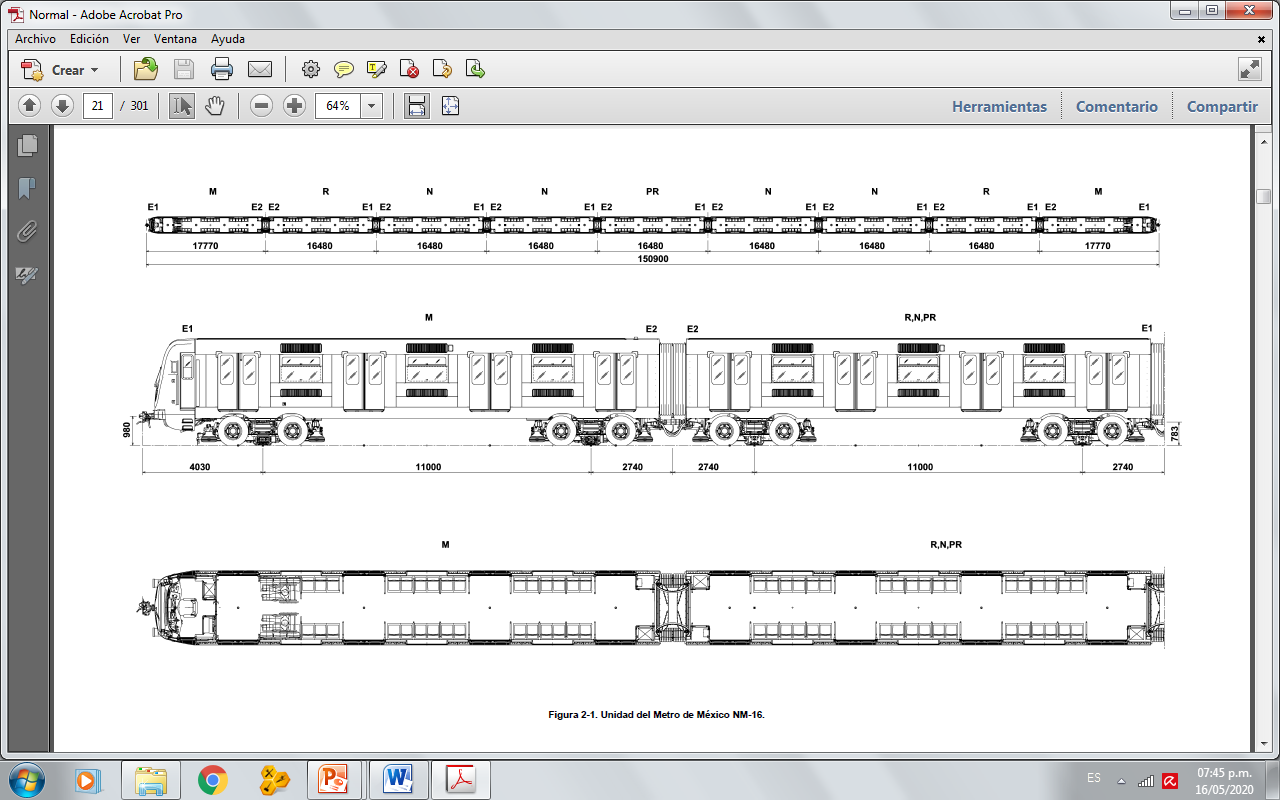 Normal - Adobe Acrobat Pro
Archivo Edición Ver Ventana Ayuda
Crear
21 / 301 64% Herramientas Comentario Compartir
M R N N PR N N R M
E1 E2 E2 E1 E2 E1 E2 E1 E2 E1 E2 E1 E2 E1 E2 E1 E2 E1
17770 16480 16480 16480 16480 16480 16480 16480 17770
150900
M R,N,PR
E1 E2 E2 E1
980 783
4030 11000 2740 2740 11000 2740
M R,N,PR
Figura 2-1. Unidad del Metro de México NM-16.
ES 07:45 p.m.
16/05/2020